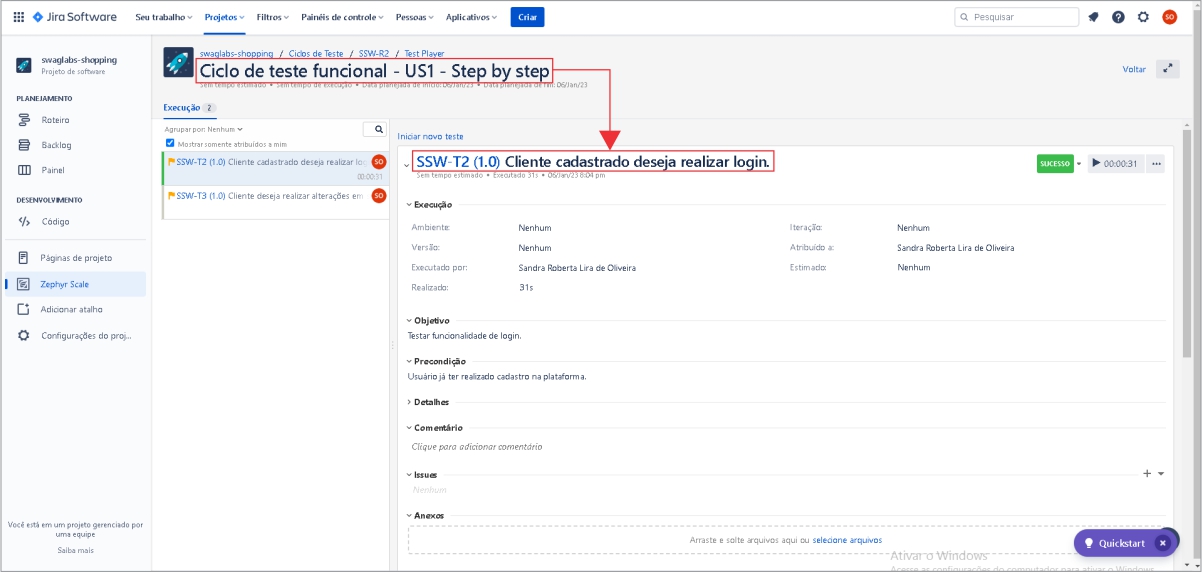 Jira Software Seu trabalho Projetos Filtros Painéis de controle Pessoas Aplicativos Criar Pesquisar SO
swaglabs-shopping
Projeto de software
PLANEJAMENTO
Roteiro
Backlog
Painel
DESENVOLVIMENTO
Código
Páginas de projeto
Zephyr Scale
Adicionar atalho
Configurações do proj...
Você está em um projeto gerenciado por
uma equipe
Saiba mais
swaglabs-shopping / Ciclos de Teste / SSW-R2 / Test Player
Ciclo de teste funcional - US1 - Step by step
Sem tempo estimado • Sem tempo de execução • Data planejada de início: 06/Jan/23 • Data planejada de fim: 06/Jan/23
Voltar
Execução 2
Agrupar por: Nenhum
Mostrar somente atribuídos a mim
SSW-T2 (1.0) Cliente cadastrado deseja realizar lo SO
00:00:31
SSW-T3 (1.0) Cliente deseja realizar alterações em SO
Iniciar novo teste
SSW-T2 (1.0) Cliente cadastrado deseja realizar login.
SUCESSO 00:00:31 ...
Sem tempo estimado • Executado 31s • 06/Jan/23 8:04 pm
Execução
Ambiente: Nenhum Iteração: Nenhum
Versão: Nenhum Atribuído a: Sandra Roberta Lira de Oliveira
Executado por: Sandra Roberta Lira de Oliveira Estimado: Nenhum
Realizado: 31s
Objetivo
Testar funcionalidade de login.
Precondição
Usuário já ter realizado cadastro na plataforma.
Detalhes
Comentário
Clique para adicionar comentário
Issues
Nenhum
Anexos
Arraste e solte arquivos aqui ou selecione arquivos
Quickstart
Ativar o Windows
Acesse as configurações do computador para ativar o Windows.